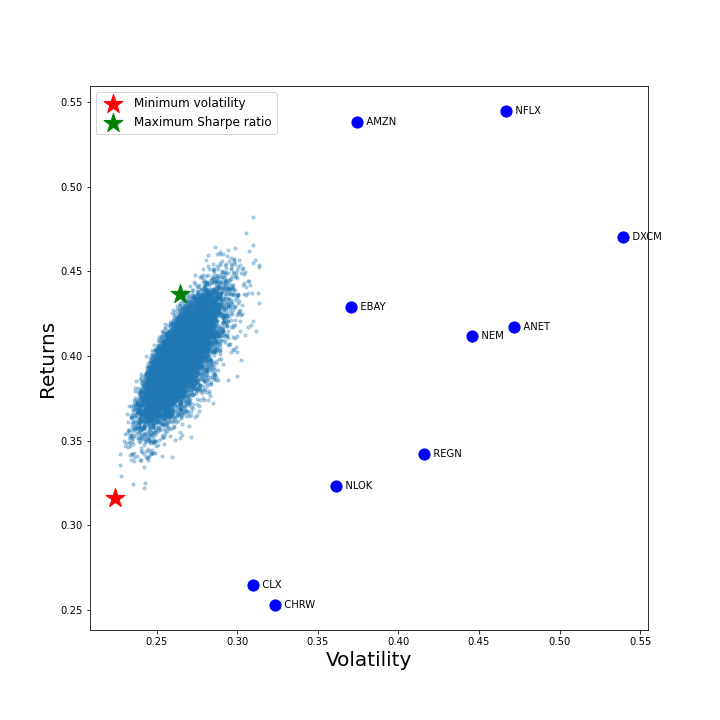 Minimum volatility
Maximum Sharpe ratio
0.55
0.50
0.45
0.40
0.35
0.30
0.25
Returns
NFLX
AMZN
DXCM
EBAY
ANET
NEM
REGN
NLOK
CLX
CHRW
0.25 0.30 0.35 0.40 0.45 0.50 0.55
Volatility